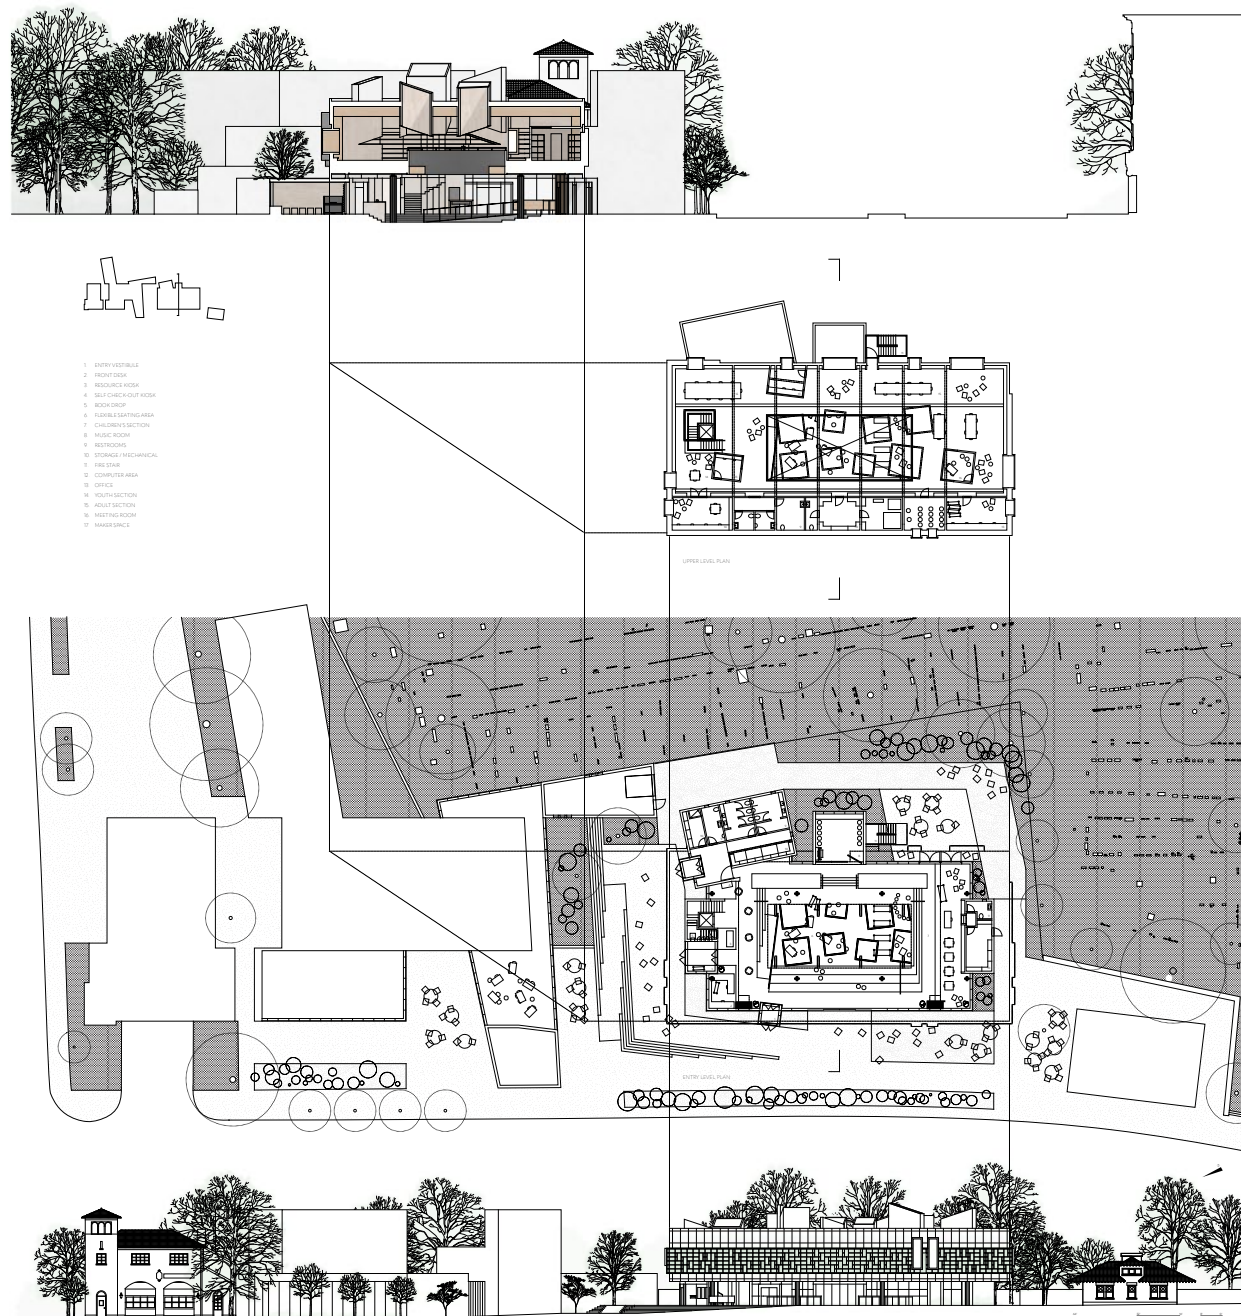 1 ENTRY VESTIBULE
2 FRONT DESK
3 RESOURCE KIOSK
4 SELF CHECK-OUT KIOSK
5 BOOK DROP
6 FLEXIBLE SEATING AREA
7 CHILDREN'S SECTION
8 MUSIC ROOM
9 RESTROOMS
10 STORAGE / MECHANICAL
11 FIRE STAIR
12 COMPUTER AREA
13 OFFICE
14 YOUTH SECTION
15 ADULT SECTION
16 MEETING ROOM
17 MAKER SPACE
UPPER LEVEL PLAN
ENTRY LEVEL PLAN